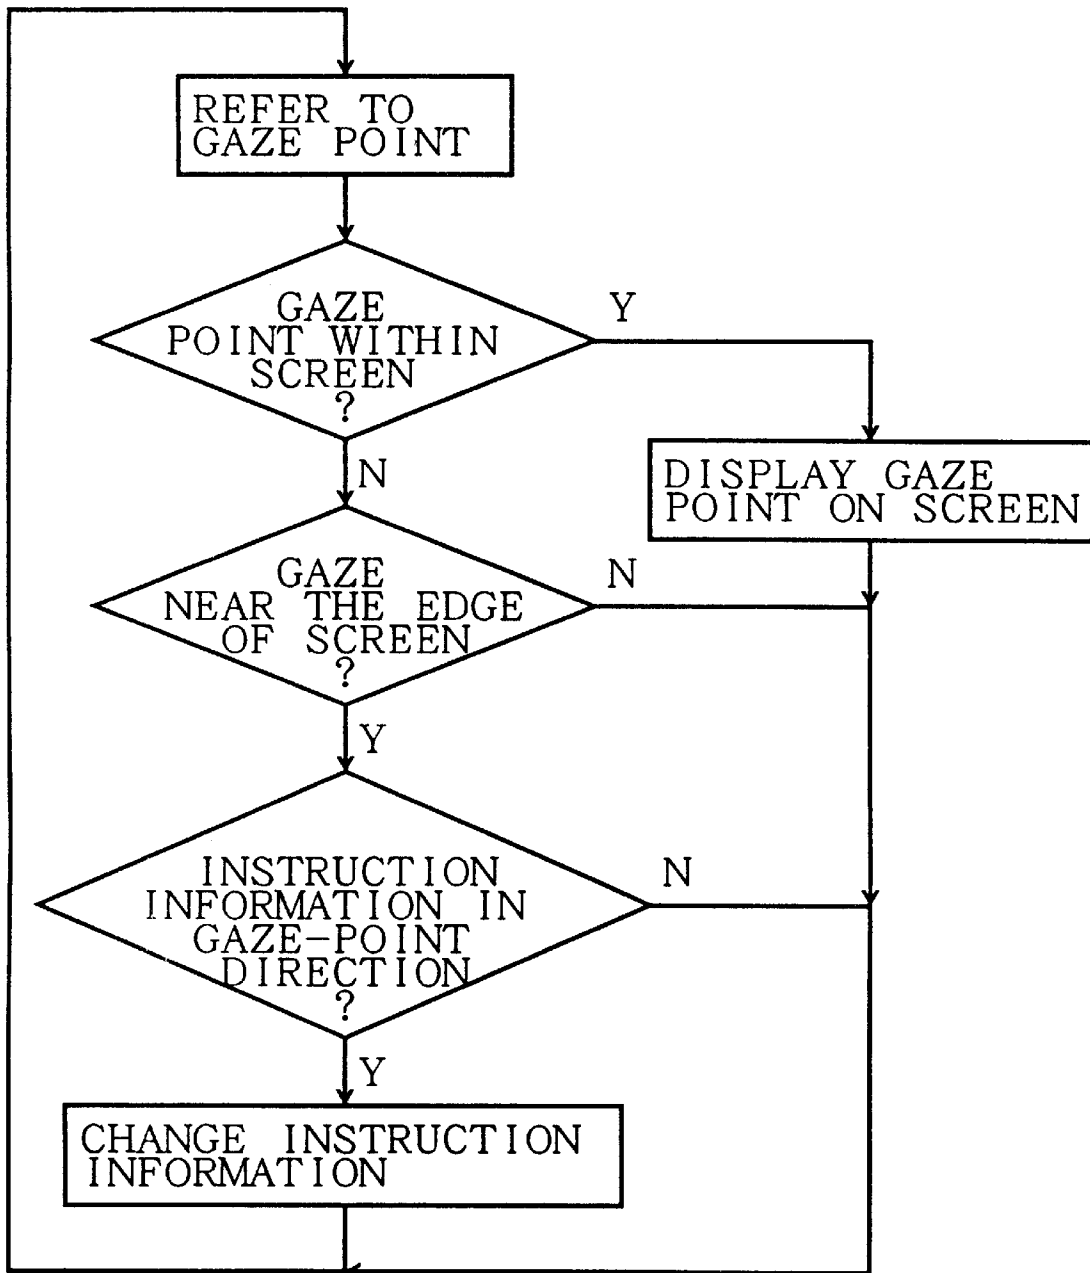 REFER TO
GAZE POINT
GAZE
POINT WITHIN
SCREEN
?
Y
N
DISPLAY GAZE
POINT ON SCREEN
GAZE
NEAR THE EDGE
OF SCREEN
?
N
Y
INSTRUCTION
INFORMATION IN
GAZE-POINT
DIRECTION
?
N
Y
CHANGE INSTRUCTION
INFORMATION